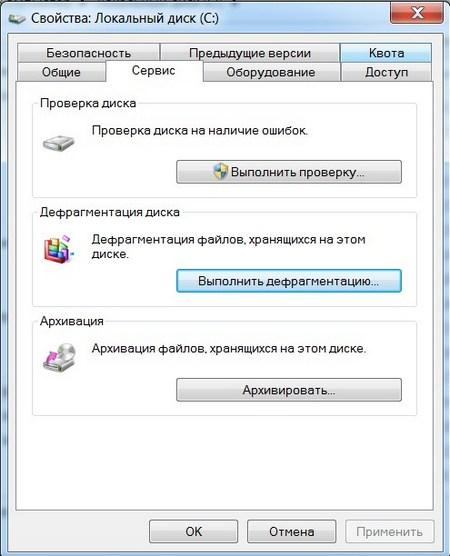 Свойства: Локальный диск (C:)
Безопасность
Предыдущие версии
Квота
Общие
Сервис
Оборудование
Доступ
Проверка диска
Проверка диска на наличие ошибок.
Выполнить проверку...
Дефрагментация диска
Дефрагментация файлов, хранящихся на этом
диске.
Выполнить дефрагментацию...
Архивация
Архивация файлов, хранящихся на этом диске.
Архивировать...
ОК
Отмена
Применить